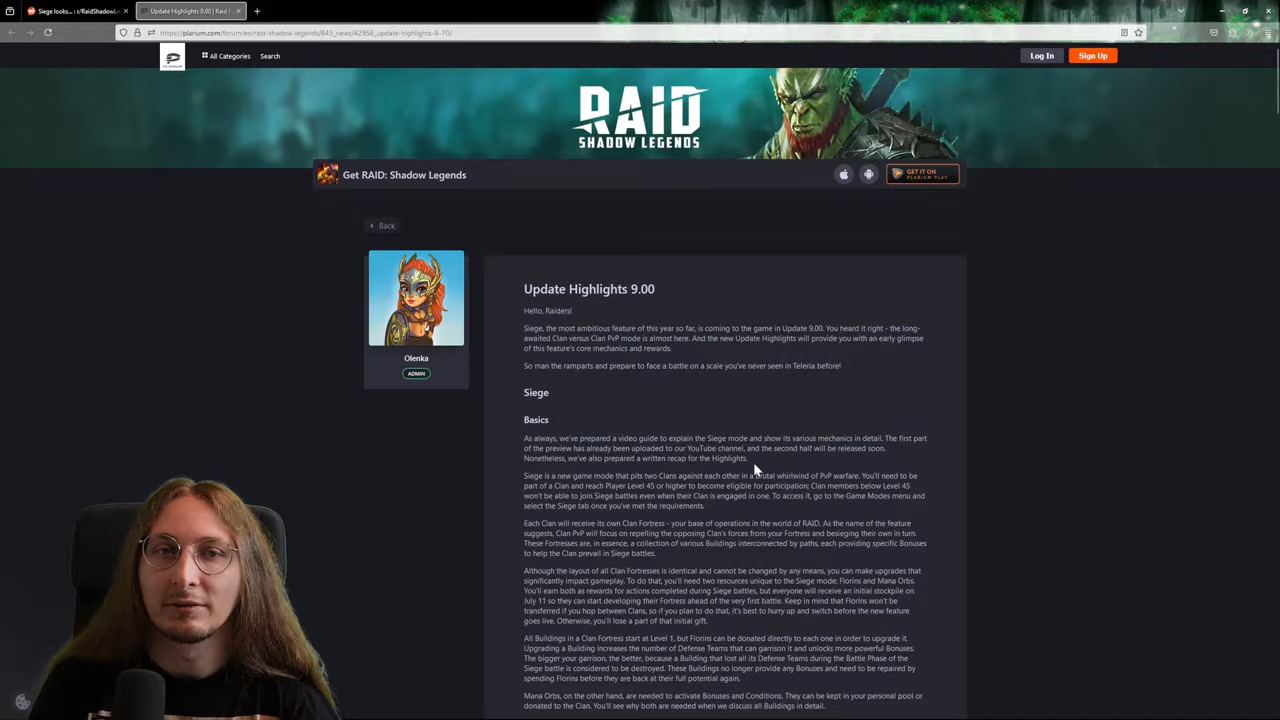 Siege looks... : r/RaidShadowLe
Update Highlights 9.00 | Raid
https://plarium.com/forum/en/raid-shadow-legends/843_news/42956_update-highlights-8-70/
PLARIUM
All Categories
Search
Log In
Sign Up
RAID
SHADOW LEGENDS
Get RAID: Shadow Legends
GET IT ON
PLARIUM PLAY
Back
Olenka
ADMIN
Update Highlights 9.00
Hello, Raiders!
Siege, the most ambitious feature of this year so far, is coming to the game in Update 9.00. You heard it right - the long-
awaited Clan versus Clan PvP mode is almost here. And the new Update Highlights will provide you with an early glimpse
of this feature's core mechanics and rewards.
So man the ramparts and prepare to face a battle on a scale you've never seen in Teleria before!
Siege
Basics
As always, we've prepared a video guide to explain the Siege mode and show its various mechanics in detail. The first part
of the preview has already been uploaded to our YouTube channel, and the second half will be released soon.
Nonetheless, we've also prepared a written recap for the Highlights.
Siege is a new game mode that pits two Clans against each other in a brutal whirlwind of PvP warfare. You'll need to be
part of a Clan and reach Player Level 45 or higher to become eligible for participation; Clan members below Level 45
won't be able to join Siege battles even when their Clan is engaged in one. To access it, go to the Game Modes menu and
select the Siege tab once you've met the requirements.
Each Clan will receive its own Clan Fortress - your base of operations in the world of RAID. As the name of the feature
suggests, Clan PvP will focus on repelling the opposing Clan's forces from your Fortress and besieging their own in turn.
These Fortresses are, in essence, a collection of various Buildings interconnected by paths, each providing specific Bonuses
to help the Clan prevail in Siege battles.
Although the layout of all Clan Fortresses is identical and cannot be changed by any means, you can make upgrades that
significantly impact gameplay. To do that, you'll need two resources unique to the Siege mode: Florins and Mana Orbs.
You'll earn both as rewards for actions completed during Siege battles, but everyone will receive an initial stockpile on
July 11 so they can start developing their Fortress ahead of the very first battle. Keep in mind that Florins won't be
transferred if you hop between Clans, so if you plan to do that, it's best to hurry up and switch before the new feature
goes live. Otherwise, you'll lose a part of that initial gift.
All Buildings in a Clan Fortress start at Level 1, but Florins can be donated directly to each one in order to upgrade it.
Upgrading a Building increases the number of Defense Teams that can garrison it and unlocks more powerful Bonuses.
The bigger your garrison, the better, because a Building that lost all its Defense Teams during the Battle Phase of the
Siege battle is considered to be destroyed. These Buildings no longer provide any Bonuses and need to be repaired by
spending Florins before they are back at their full potential again.
Mana Orbs, on the other hand, are needed to activate Bonuses and Conditions. They can be kept in your personal pool or
donated to the Clan. You'll see why both are needed when we discuss all Buildings in detail.